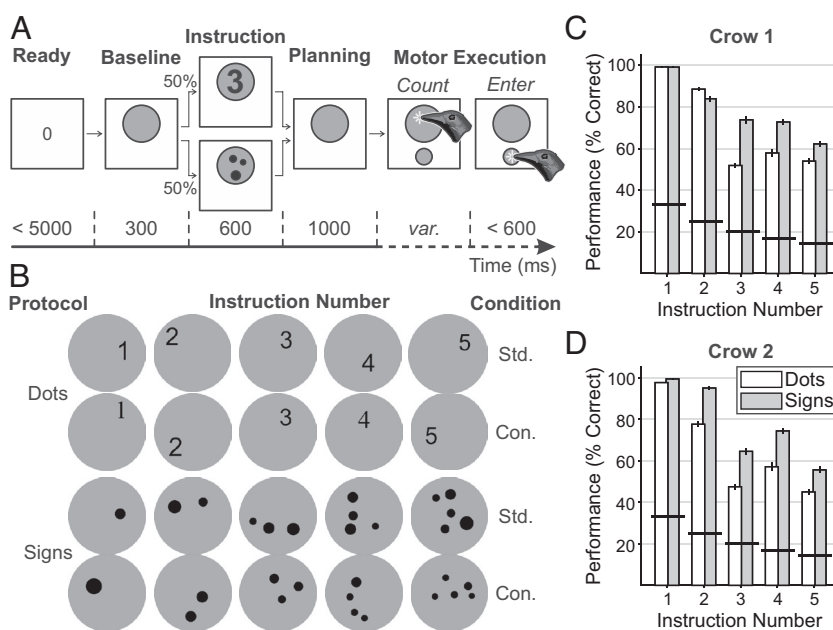 A
Instruction
Ready Baseline Planning Motor Execution
50% 3 Count Enter
0
50%
< 5000 300 600 1000 var. < 600
Time (ms)
B
Protocol Instruction Number Condition
1 2 3 4 5 Std.
Dots
1 2 3 4 5 Con.
Std.
Signs
Con.
C
Crow 1
Performance (% Correct)
100
80
60
40
20
1 2 3 4 5
Instruction Number
D
Crow 2
Performance (% Correct)
100
80
60
40
20
Dots
Signs
1 2 3 4 5
Instruction Number